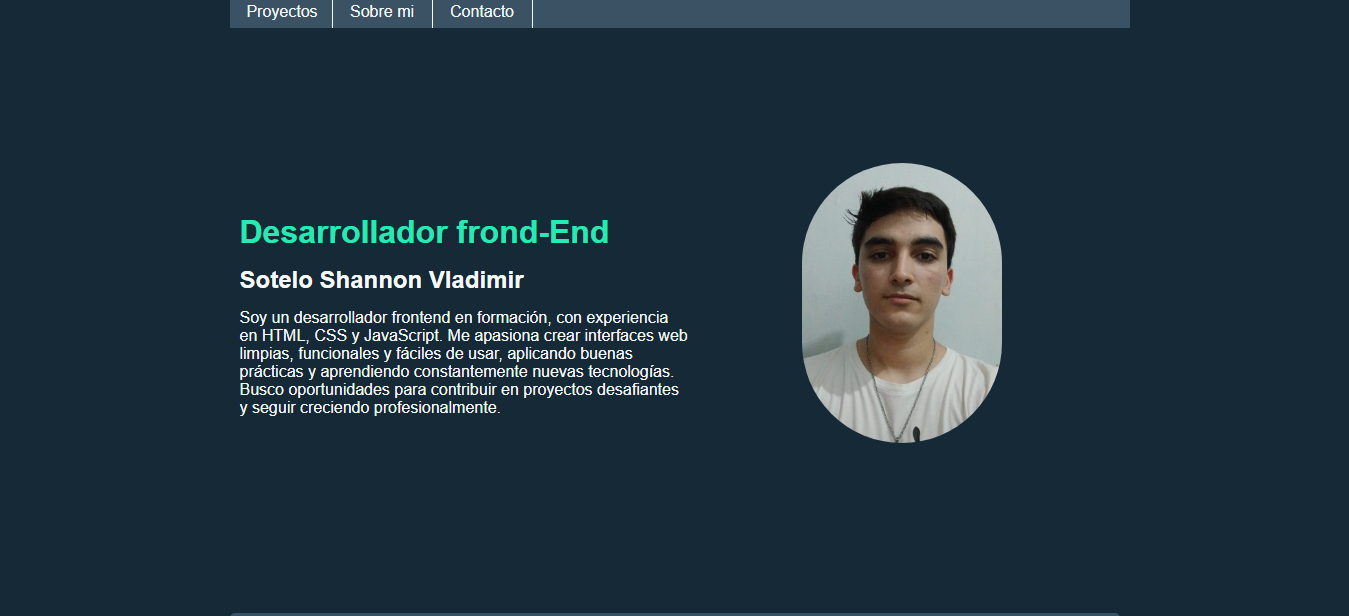 Proyectos Sobre mi Contacto
Desarrollador frond-End
Sotelo Shannon Vladimir
Soy un desarrollador frontend en formación, con experiencia
en HTML, CSS y JavaScript. Me apasiona crear interfaces web
limpias, funcionales y fáciles de usar, aplicando buenas
prácticas y aprendiendo constantemente nuevas tecnologías.
Busco oportunidades para contribuir en proyectos desafiantes
y seguir creciendo profesionalmente.